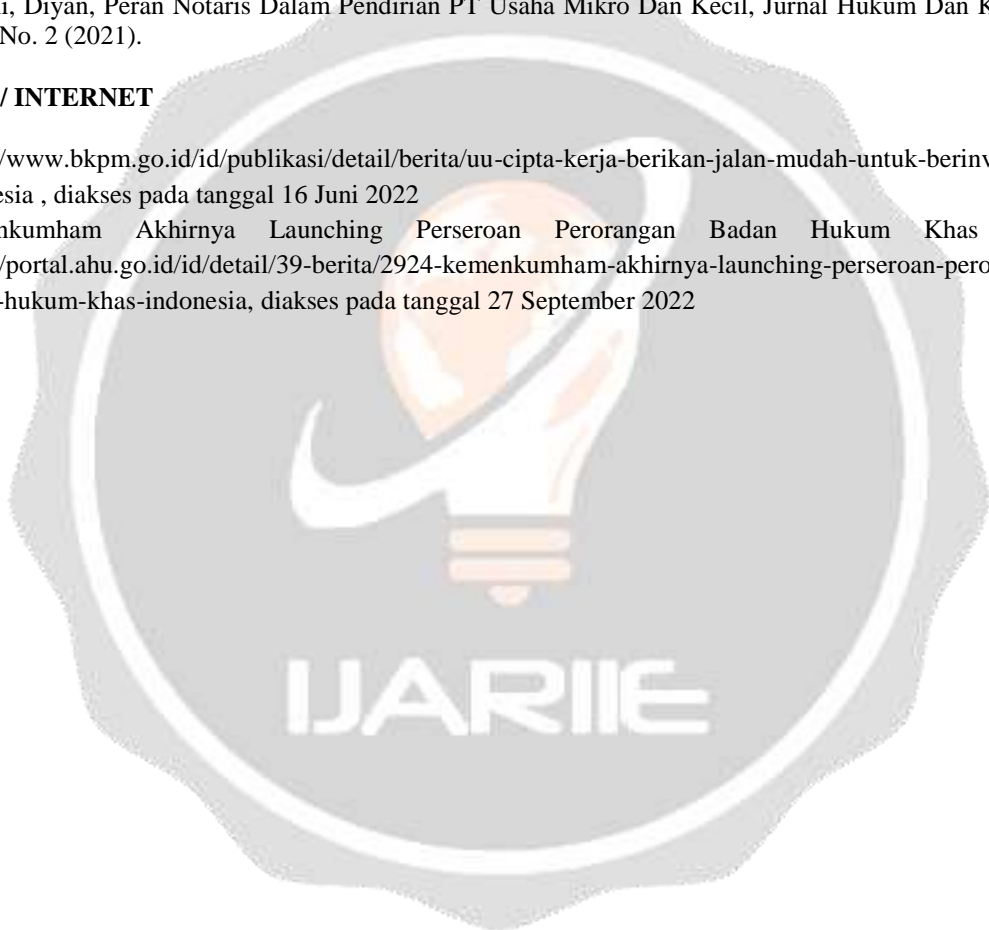 i, Diyan, Peran Notaris Dalam Pendirian PT Usaha Mikro Dan Kecil, Jurnal Hukum Dan K
No. 2 (2021).
/ INTERNET
/www.bkpm.go.id/id/publikasi/detail/berita/uu-cipta-kerja-berikan-jalan-mudah-untuk-berinv
esia , diakses pada tanggal 16 Juni 2022
nkumham Akhirnya Launching Perseroan Perorangan Badan Hukum Khas
/portal.ahu.go.id/id/detail/39-berita/2924-kemenkumham-akhirnya-launching-perseroan-pero
-hukum-khas-indonesia, diakses pada tanggal 27 September 2022
IJARIIE